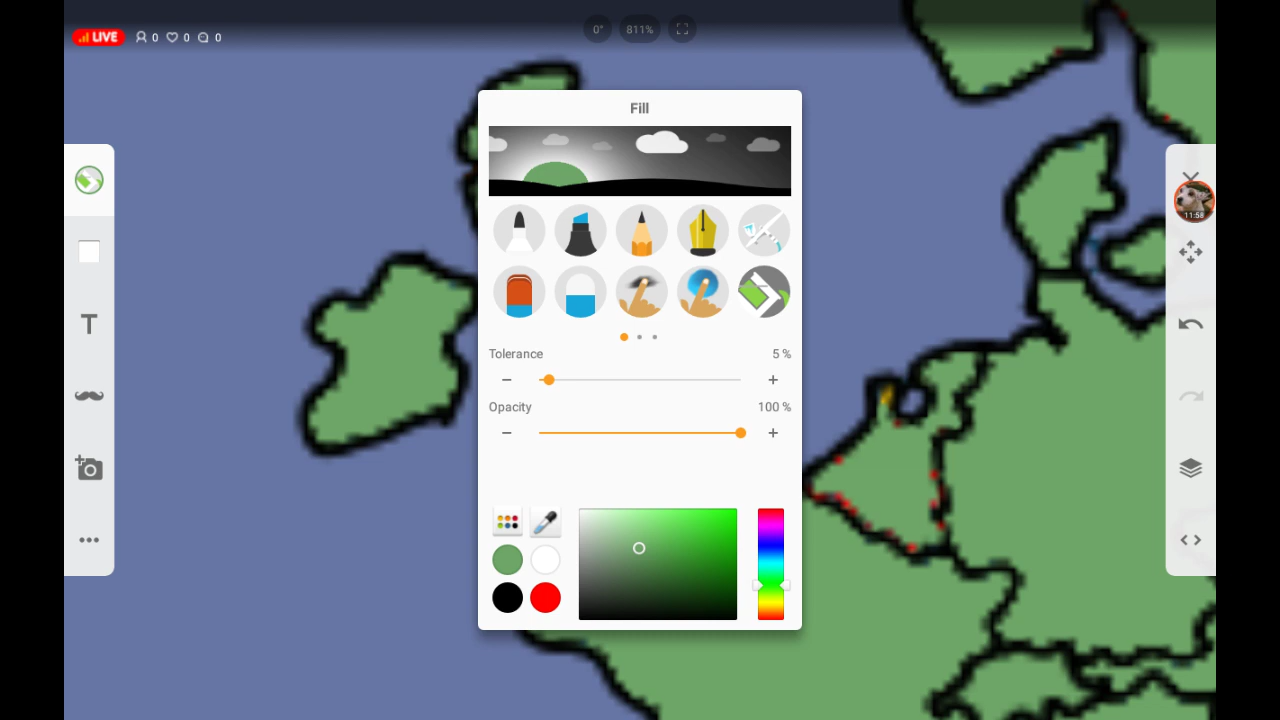 LIVE 0 0 0
0° 811%
Fill
11:58
T
Tolerance 5 %
Opacity 100 %